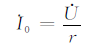 İ₀ = U̇ / r